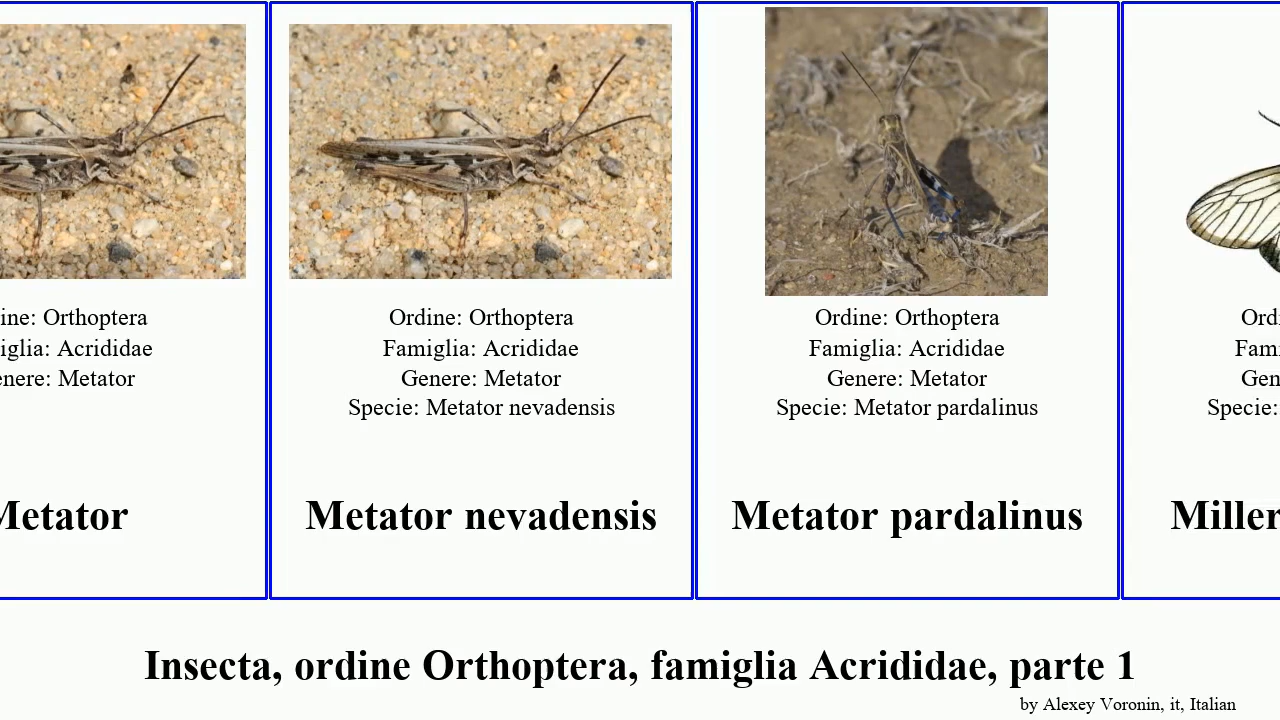 ine: Orthoptera
iglia: Acrididae
enere: Metator
Metator
Ordine: Orthoptera
Famiglia: Acrididae
Genere: Metator
Specie: Metator nevadensis
Metator nevadensis
Ordine: Orthoptera
Famiglia: Acrididae
Genere: Metator
Specie: Metator pardalinus
Metator pardalinus
Ord
Fam
Gen
Specie:
Miller
Insecta, ordine Orthoptera, famiglia Acrididae, parte 1
by Alexey Voronin, it, Italian